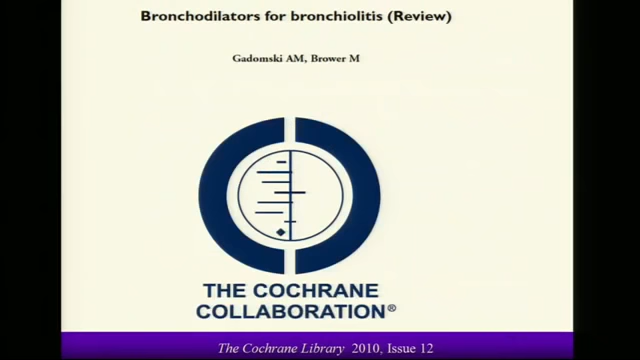 Bronchodilators for bronchiolitis (Review)
Gadomski AM, Brower M
THE COCHRANE
COLLABORATION®
The Cochrane Library 2010, Issue 12